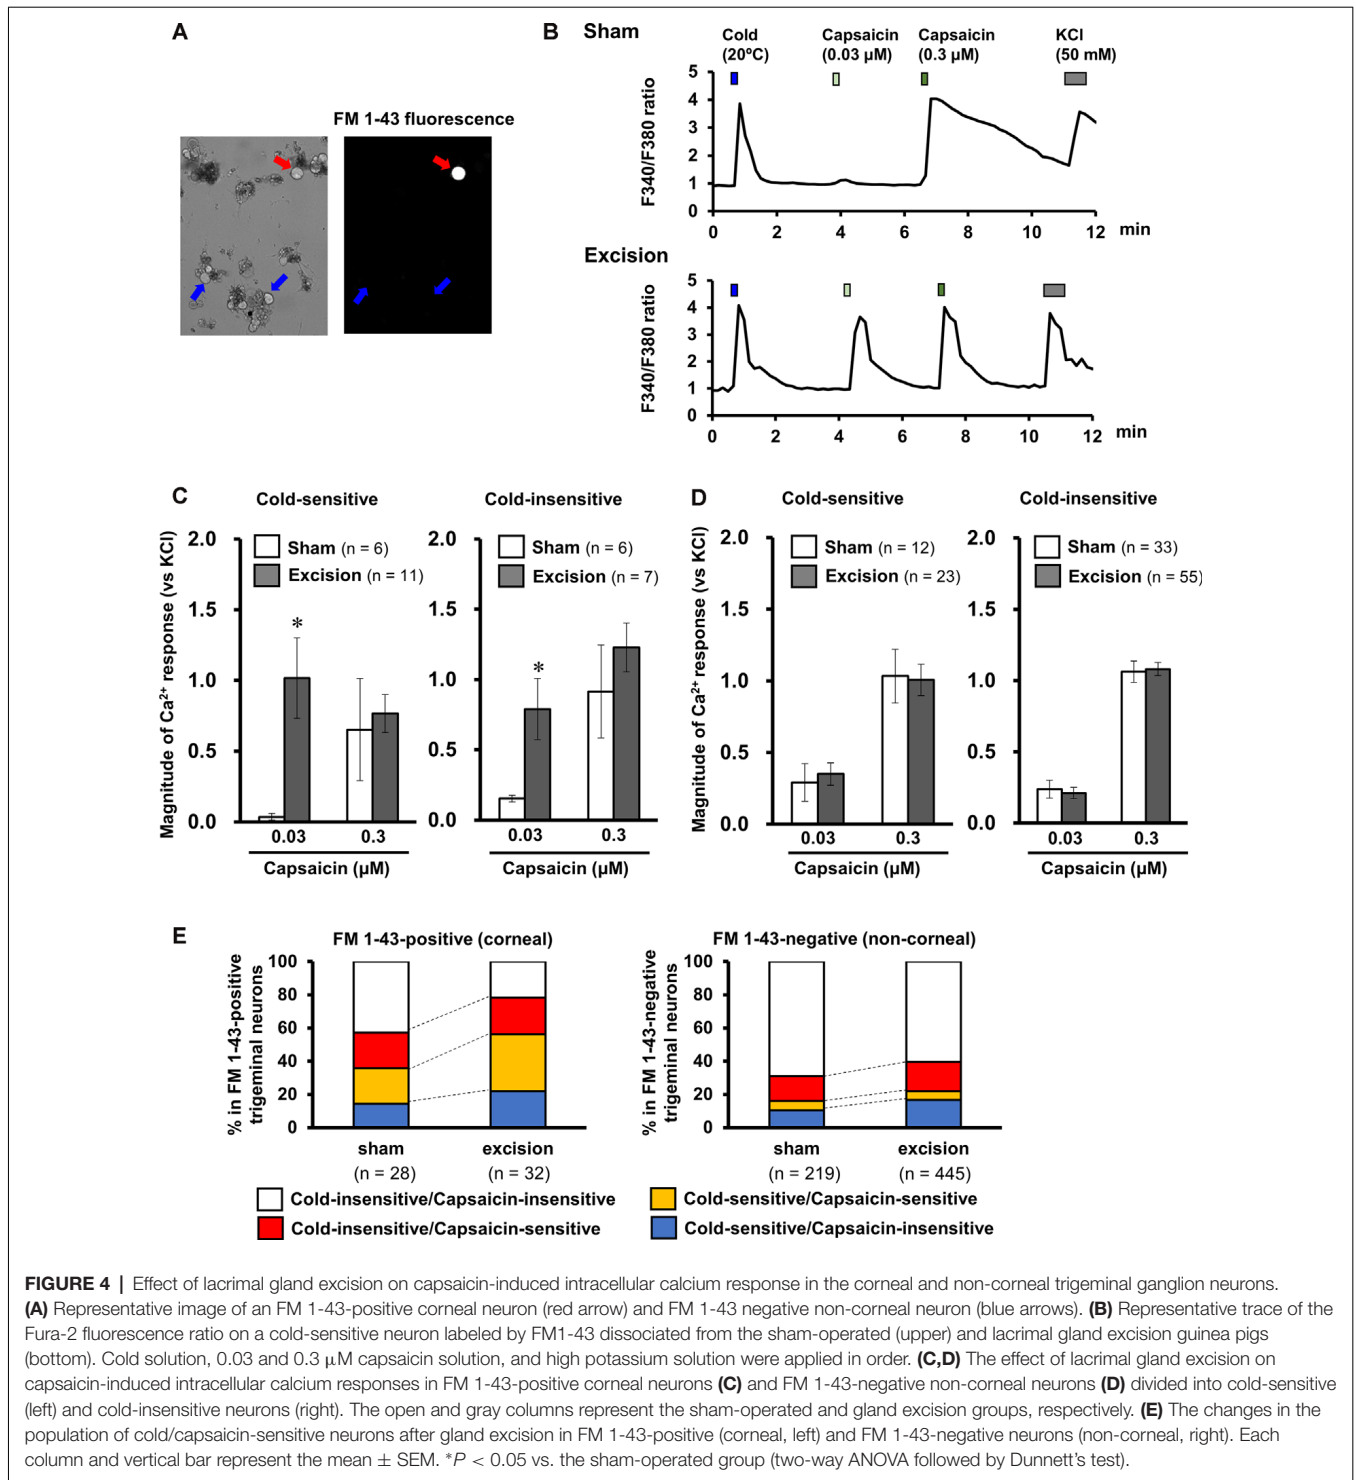 A
FM 1-43 fluorescence
B
Sham
Cold
(20ºC)
Capsaicin
(0.03 µM)
Capsaicin
(0.3 µM)
KCl
(50 mM)
F340/F380 ratio
5
4
3
2
1
0
0 2 4 6 8 10 12 min
Excision
F340/F380 ratio
5
4
3
2
1
0
0 2 4 6 8 10 12 min
C
Cold-sensitive
Magnitude of Ca²⁺ response (vs KCl)
2.0
1.5
1.0
0.5
0.0
Sham (n = 6)
Excision (n = 11)
*
0.03 0.3
Capsaicin (µM)
Cold-insensitive
2.0
1.5
1.0
0.5
0.0
Sham (n = 6)
Excision (n = 7)
*
0.03 0.3
Capsaicin (µM)
D
Cold-sensitive
Magnitude of Ca²⁺ response (vs KCl)
2.0
1.5
1.0
0.5
0.0
Sham (n = 12)
Excision (n = 23)
0.03 0.3
Capsaicin (µM)
Cold-insensitive
2.0
1.5
1.0
0.5
0.0
Sham (n = 33)
Excision (n = 55)
0.03 0.3
Capsaicin (µM)
E
FM 1-43-positive (corneal)
% in FM 1-43-positive
trigeminal neurons
100
80
60
40
20
0
sham excision
(n = 28) (n = 32)
FM 1-43-negative (non-corneal)
% in FM 1-43-negative
trigeminal neurons
100
80
60
40
20
0
sham excision
(n = 219) (n = 445)
Cold-insensitive/Capsaicin-insensitive
Cold-sensitive/Capsaicin-sensitive
Cold-insensitive/Capsaicin-sensitive
Cold-sensitive/Capsaicin-insensitive
FIGURE 4 | Effect of lacrimal gland excision on capsaicin-induced intracellular calcium response in the corneal and non-corneal trigeminal ganglion neurons.
(A) Representative image of an FM 1-43-positive corneal neuron (red arrow) and FM 1-43 negative non-corneal neuron (blue arrows). (B) Representative trace of the
Fura-2 fluorescence ratio on a cold-sensitive neuron labeled by FM1-43 dissociated from the sham-operated (upper) and lacrimal gland excision guinea pigs
(bottom). Cold solution, 0.03 and 0.3 µM capsaicin solution, and high potassium solution were applied in order. (C,D) The effect of lacrimal gland excision on
capsaicin-induced intracellular calcium responses in FM 1-43-positive corneal neurons (C) and FM 1-43-negative non-corneal neurons (D) divided into cold-sensitive
(left) and cold-insensitive neurons (right). The open and gray columns represent the sham-operated and gland excision groups, respectively. (E) The changes in the
population of cold/capsaicin-sensitive neurons after gland excision in FM 1-43-positive (corneal, left) and FM 1-43-negative neurons (non-corneal, right). Each
column and vertical bar represent the mean ± SEM. *P < 0.05 vs. the sham-operated group (two-way ANOVA followed by Dunnett's test).